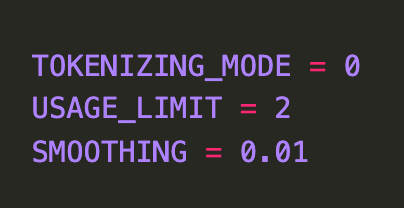 TOKENIZING_MODE = 0
USAGE_LIMIT = 2
SMOOTHING = 0.01